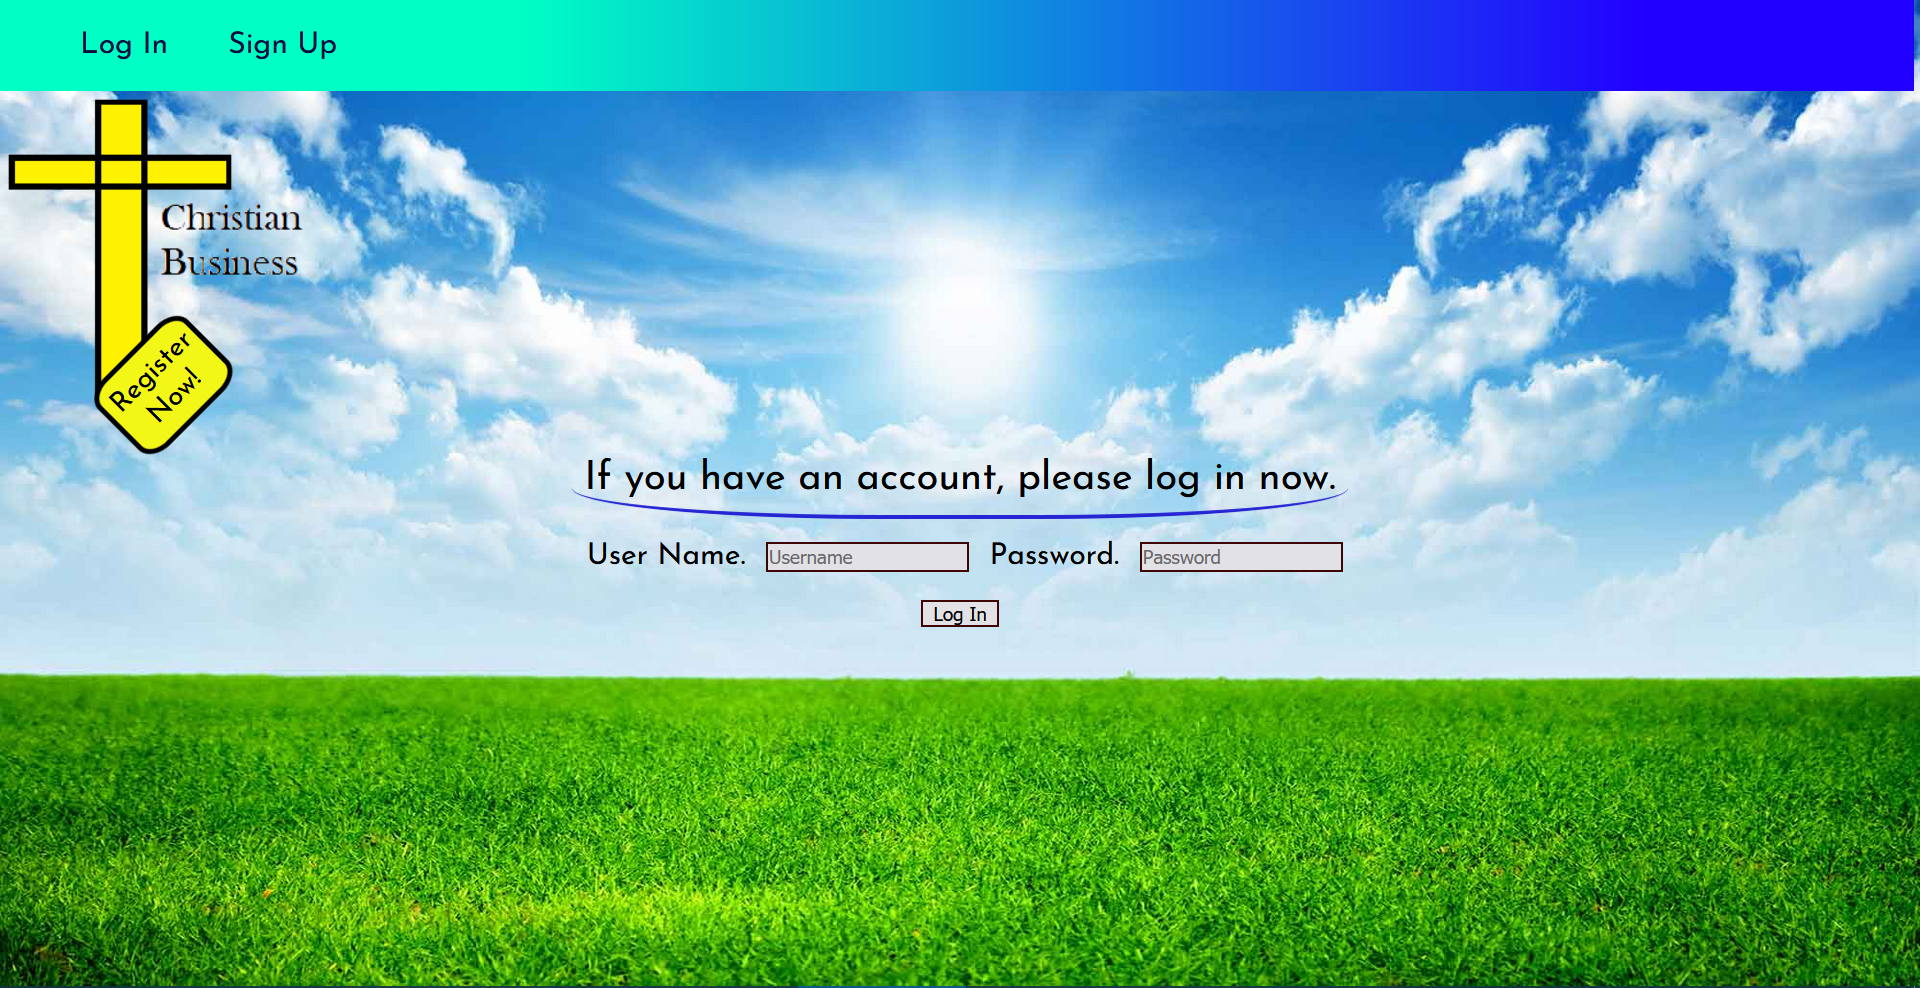 Log In
Sign Up
Christian
Business
Register
Now!
If you have an account, please log in now.
User Name.
Username
Password.
Password
Log In